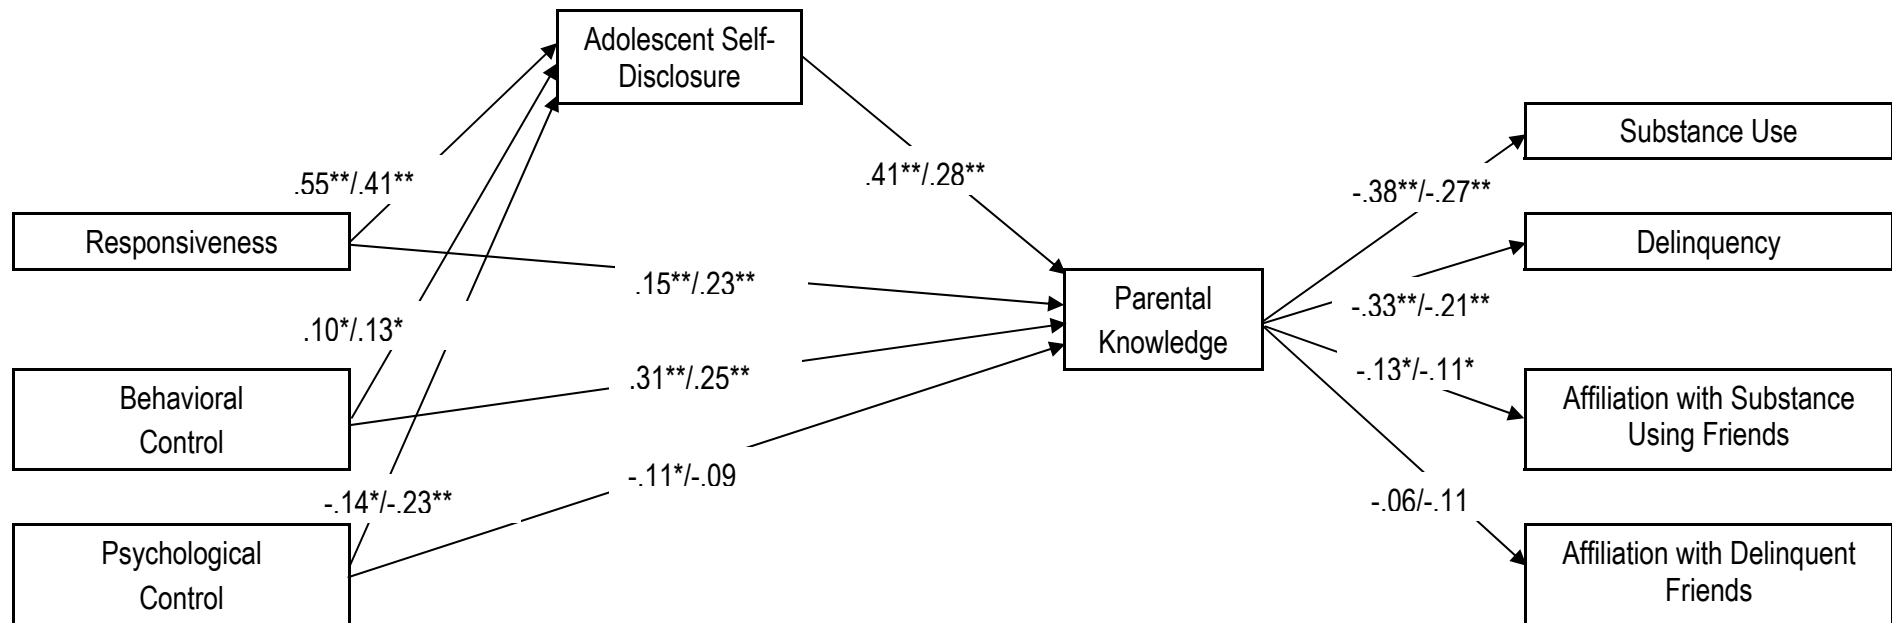 Adolescent Self-
Disclosure
Substance Use
.55**/.41**
.41**/.28**
-.38**/-.27**
Responsiveness
Delinquency
.15**/.23**
Parental
Knowledge
-.33**/-.21**
.10*/.13*
.31**/.25**
-.13*/-.11*
Behavioral
Control
Affiliation with Substance
Using Friends
-.11*/-.09
-.14*/-.23**
-.06/-.11
Psychological
Control
Affiliation with Delinquent
Friends